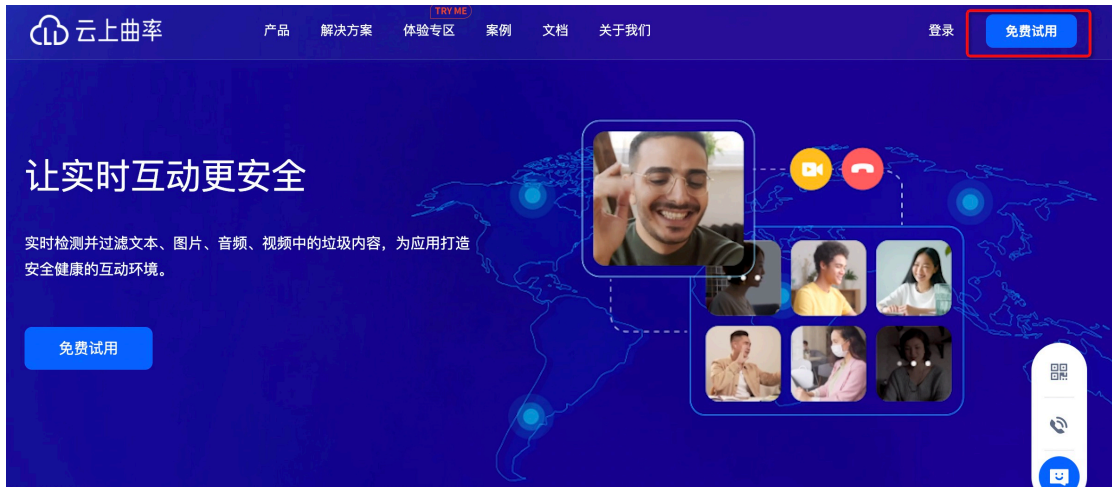 TRY ME
云上曲率
产品 解决方案 体验专区 案例 文档 关于我们 登录 免费试用
让实时互动更安全
实时检测并过滤文本、图片、音频、视频中的垃圾内容，为应用打造
安全健康的互动环境。
免费试用